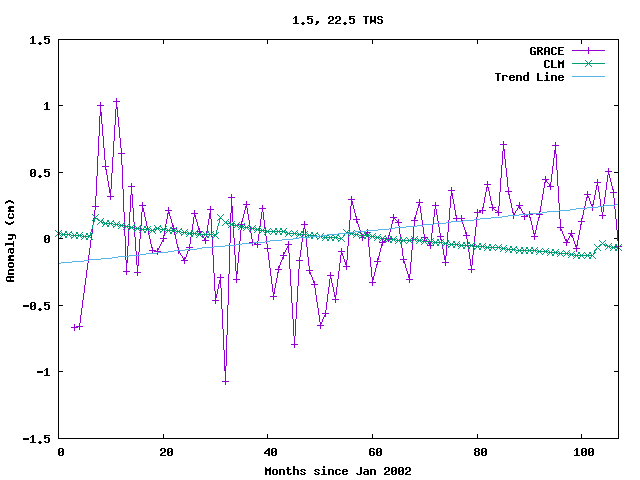 1.5, 22.5 TWS
GRACE
CLM
Trend Line
1.5
1
0.5
0
-0.5
-1
-1.5
Anomaly (cm)
0 20 40 60 80 100
Months since Jan 2002